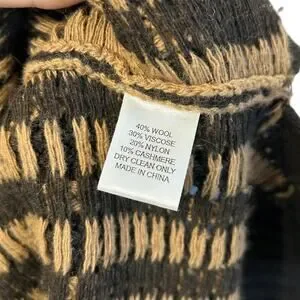 40% WOOL
30% VISCOSE
20% NYLON
10% CASHMERE
DRY CLEAN ONLY
MADE IN CHINA